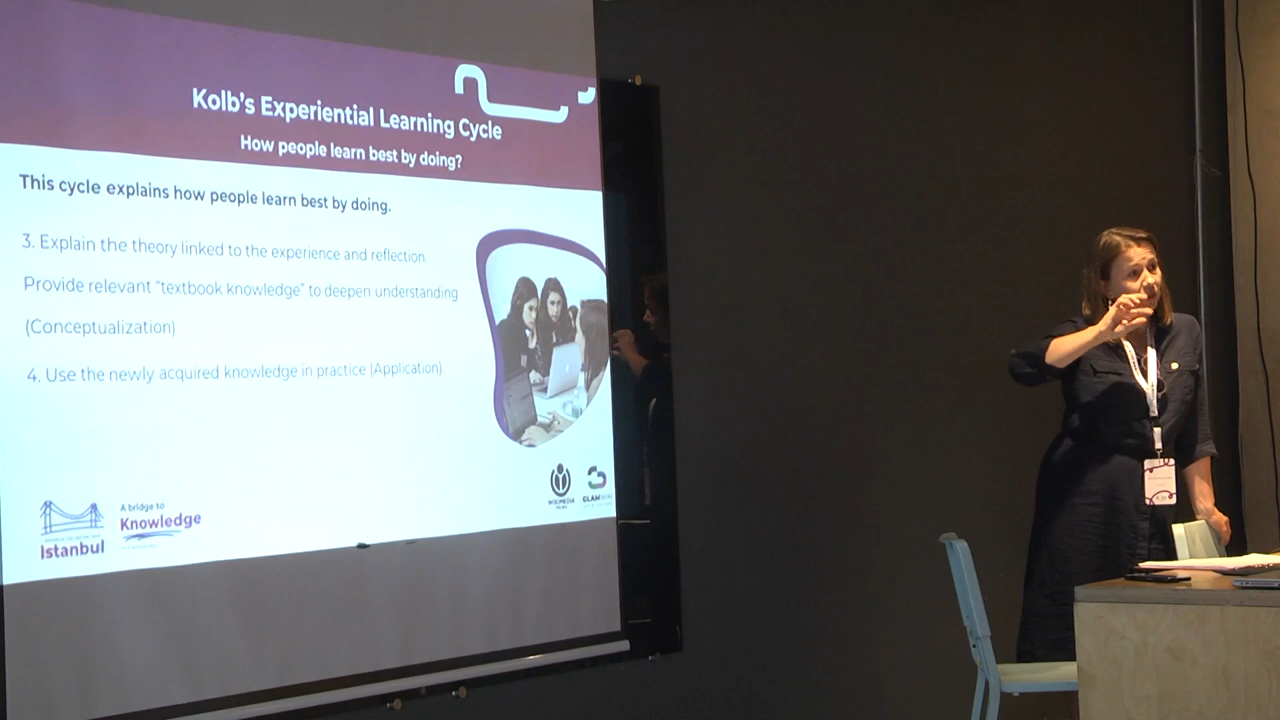 Kolb's Experiential Learning Cycle
How people learn best by doing?
This cycle explains how people learn best by doing.
3. Explain the theory linked to the experience and reflection.
Provide relevant "textbook knowledge" to deepen understanding
(Conceptualization)
4. Use the newly acquired knowledge in practice (Application)
Istanbul
A bridge to
Knowledge
WIKIMEDIA
GLAM